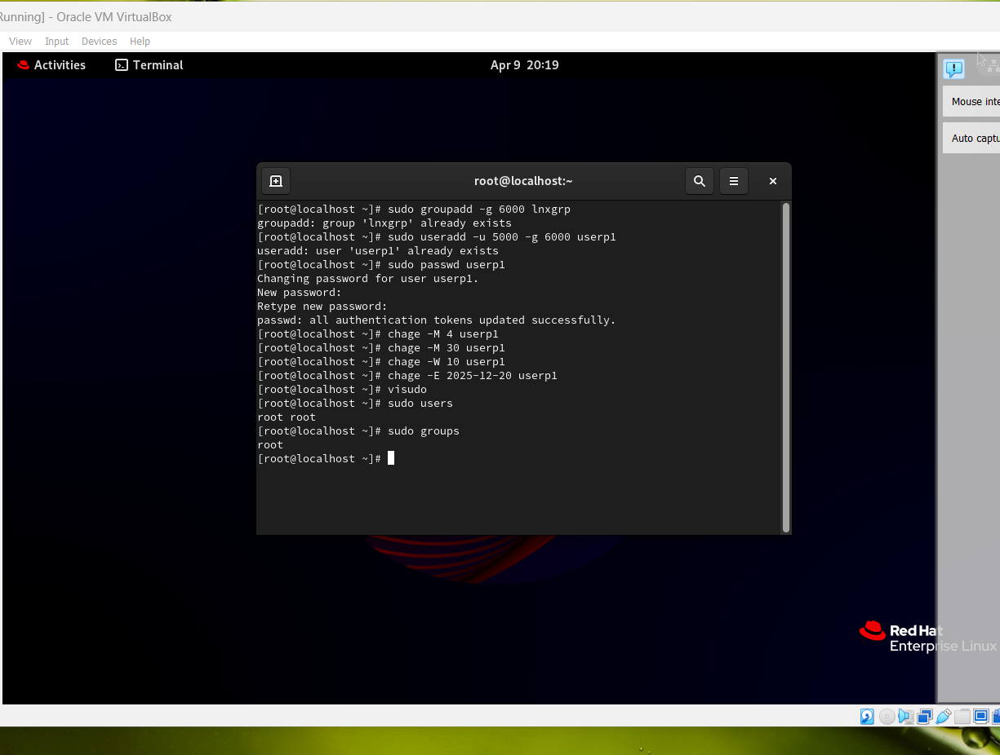 Running] - Oracle VM VirtualBox
View Input Devices Help
Activities Terminal Apr 9 20:19
Mouse inte
Auto captu
root@localhost:~
[root@localhost ~]# sudo groupadd -g 6000 lnxgrp
groupadd: group 'lnxgrp' already exists
[root@localhost ~]# sudo useradd -u 5000 -g 6000 userp1
useradd: user 'userp1' already exists
[root@localhost ~]# sudo passwd userp1
Changing password for user userp1.
New password:
Retype new password:
passwd: all authentication tokens updated successfully.
[root@localhost ~]# chage -M 4 userp1
[root@localhost ~]# chage -M 30 userp1
[root@localhost ~]# chage -W 10 userp1
[root@localhost ~]# chage -E 2025-12-20 userp1
[root@localhost ~]# visudo
[root@localhost ~]# sudo users
root root
[root@localhost ~]# sudo groups
root
[root@localhost ~]#
Red Hat
Enterprise Linux